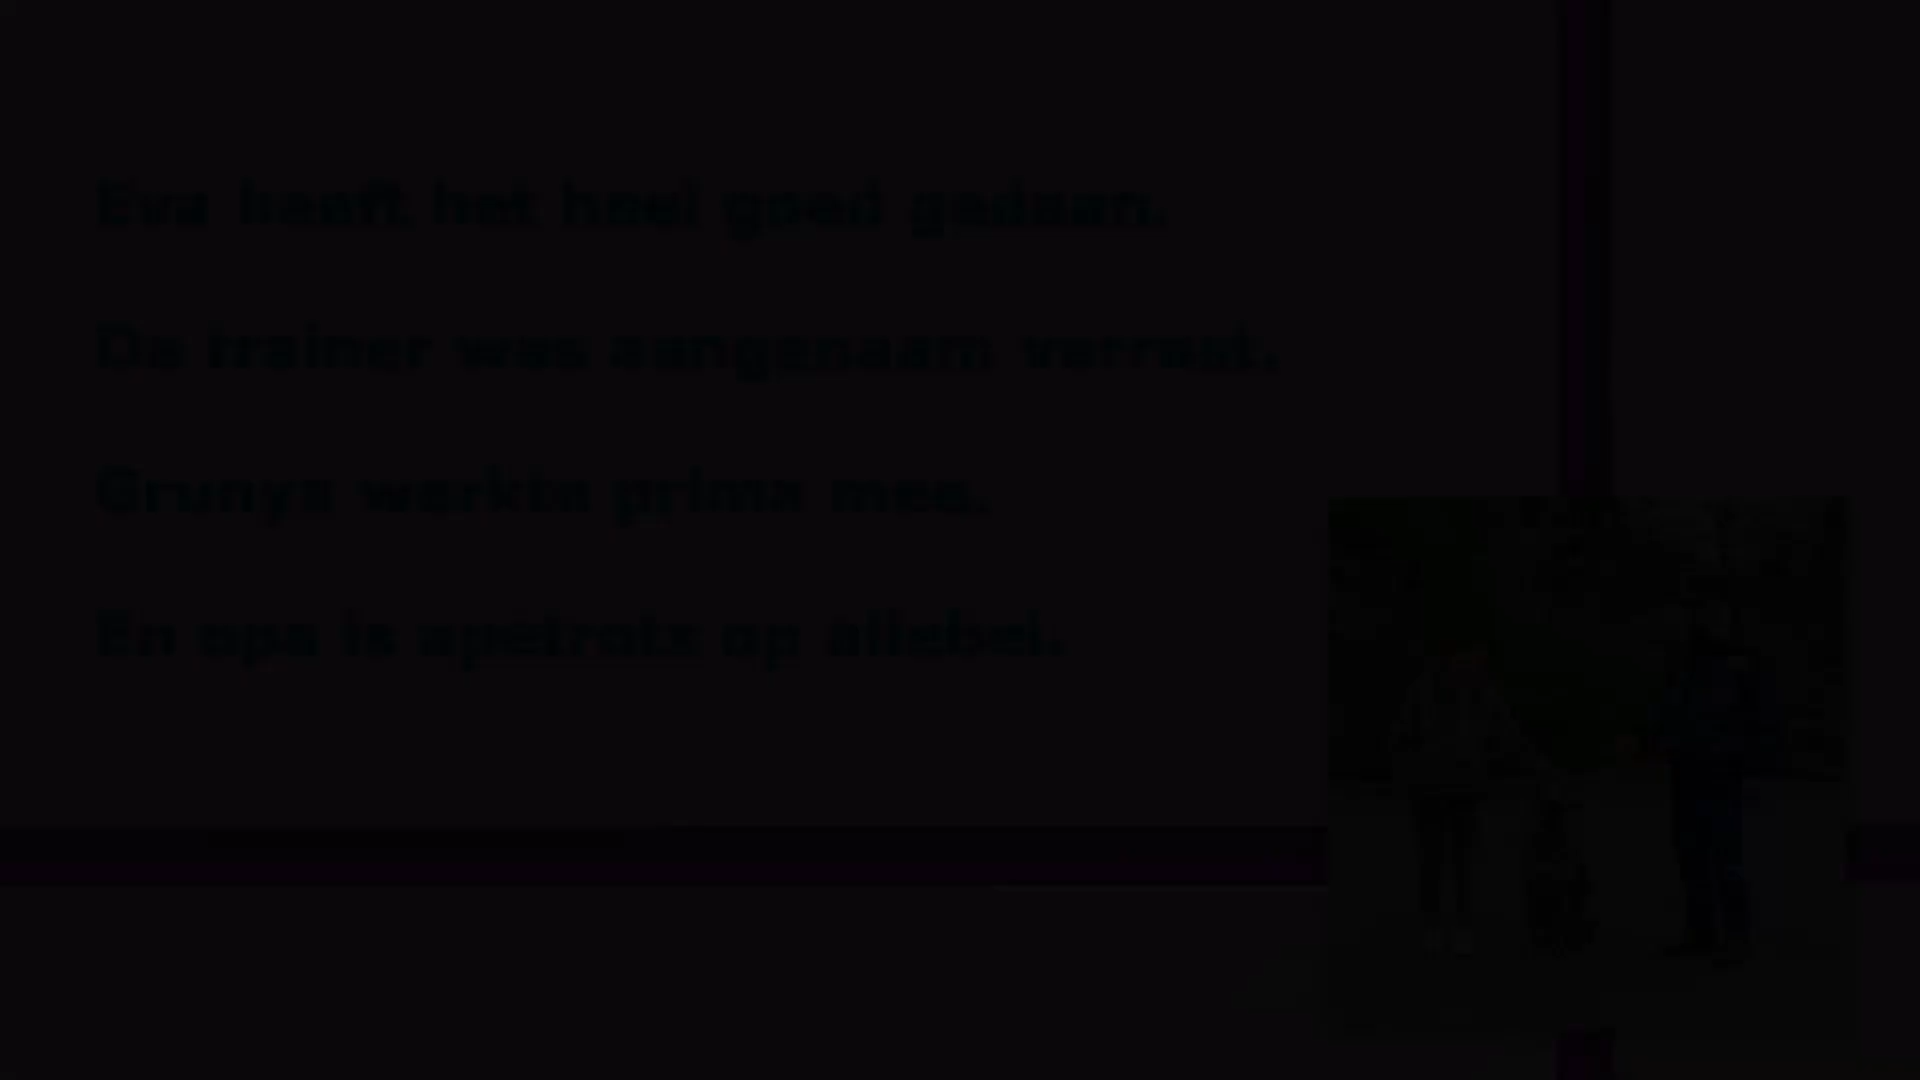 Eva heeft het heel goed gedaan.
De trainer was aangenaam verrast.
Grunya werkte prima mee.
En opa is apetrots op allebei.